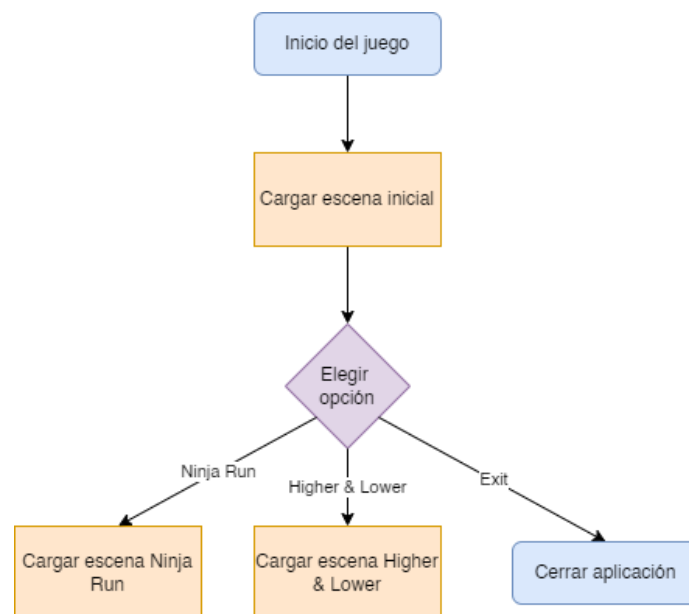 Inicio del juego
Cargar escena inicial
Elegir
opción
Ninja Run
Higher & Lower
Exit
Cargar escena Ninja
Run
Cargar escena Higher
& Lower
Cerrar aplicación